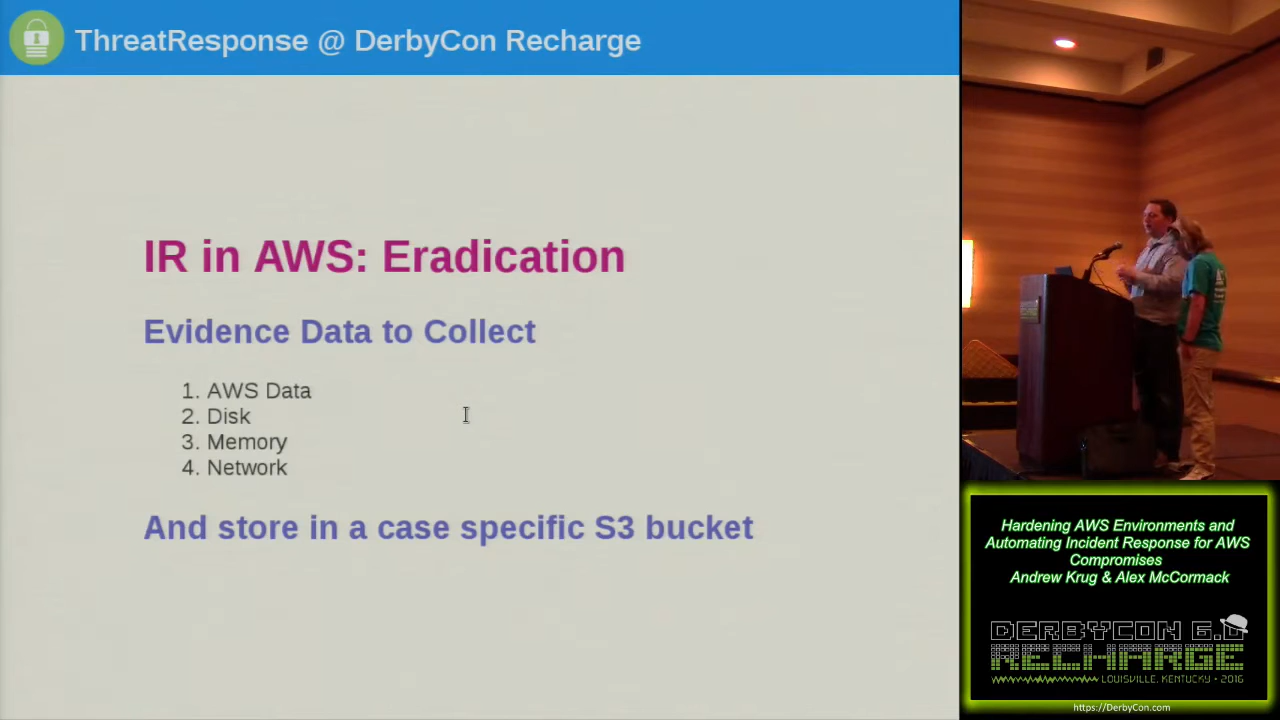 ThreatResponse @ DerbyCon Recharge
IR in AWS: Eradication
Evidence Data to Collect
1. AWS Data
2. Disk
3. Memory
4. Network
And store in a case specific S3 bucket
Hardening AWS Environments and
Automating Incident Response for AWS
Compromises
Andrew Krug & Alex McCormack
DERBYCON 6.0
RECHARGE
LOUISVILLE, KENTUCKY • 2016
https://DerbyCon.com